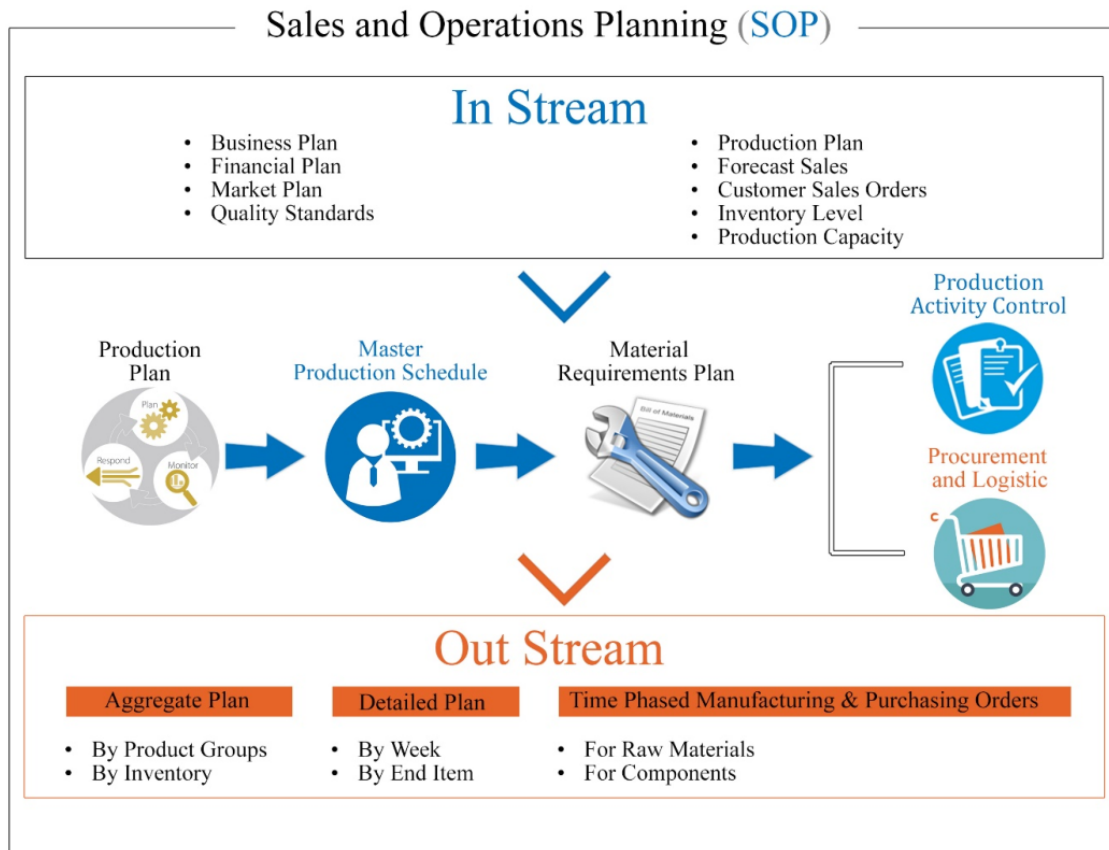 Sales and Operations Planning (SOP)
In Stream
• Business Plan
• Financial Plan
• Market Plan
• Quality Standards
• Production Plan
• Forecast Sales
• Customer Sales Orders
• Inventory Level
• Production Capacity
Production
Plan
Plan
Respond
Monitor
Master
Production Schedule
Material
Requirements Plan
Bill of Materials
Production
Activity Control
Procurement
and Logistic
Out Stream
Aggregate Plan
• By Product Groups
• By Inventory
Detailed Plan
• By Week
• By End Item
Time Phased Manufacturing & Purchasing Orders
• For Raw Materials
• For Components